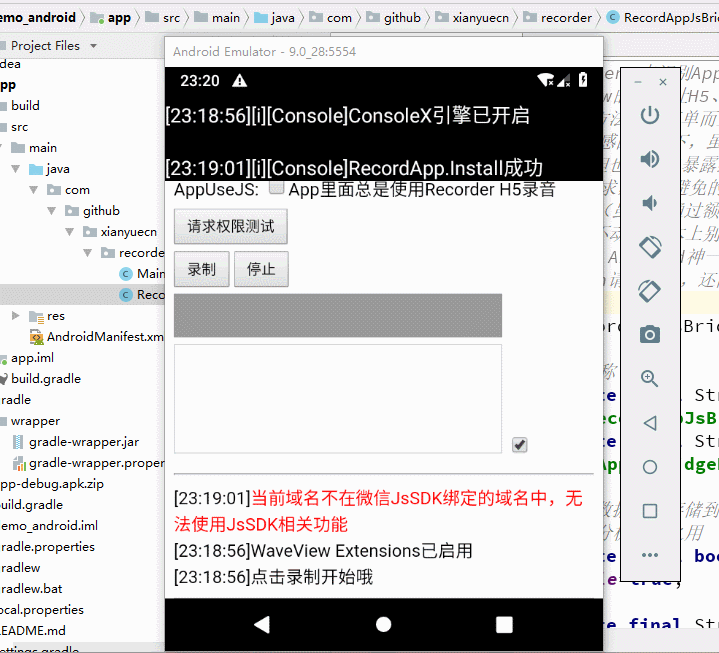 emo_android
app
src
main
java
com
github
xianyuecn
recorder
RecordAppJsBridge
Project Files
dea
pp
build
src
main
java
com
github
xianyuecn
recorder
Main
Reco
res
AndroidManifest.xm
app.iml
build.gradle
radle
wrapper
gradle-wrapper.jar
gradle-wrapper.proper
pp-debug.apk.zip
uild.gradle
emo_android.iml
radle.properties
radlew
radlew.bat
ocal.properties
EADME.md
ettings.gradle
Android Emulator - 9.0_28:5554
23:20
[23:18:56][i][Console]ConsoleX引擎已开启
[23:19:01][i][Console]RecordApp.Install成功
AppUseJS: App里面总是使用Recorder H5录音
请求权限测试
录制 停止
[23:19:01]当前域名不在微信JsSDK绑定的域名中，无
法使用JsSDK相关功能
[23:18:56]WaveView Extensions已启用
[23:18:56]点击录制开始哦
true;
te final Str